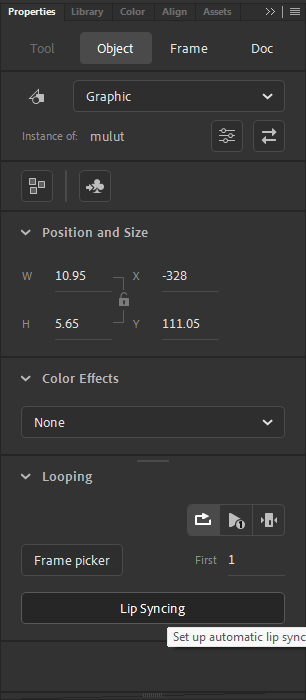 Properties Library Color Align Assets
Tool Object Frame Doc
Graphic
Instance of: mulut
Position and Size
W 10.95 X -328
H 5.65 Y 111.05
Color Effects
None
Looping
1
Frame picker First 1
Lip Syncing
Set up automatic lip sync